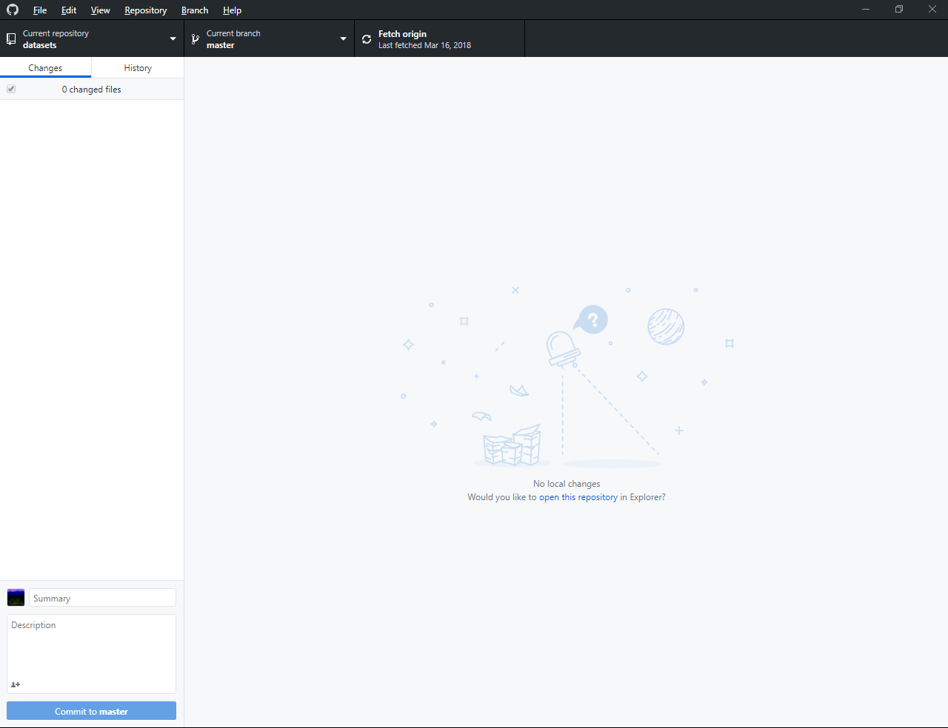 File Edit View Repository Branch Help
Current repository
datasets
Current branch
master
Fetch origin
Last fetched Mar 16, 2018
Changes
History
0 changed files
?
No local changes
Would you like to open this repository in Explorer?
Summary
Description
Commit to master